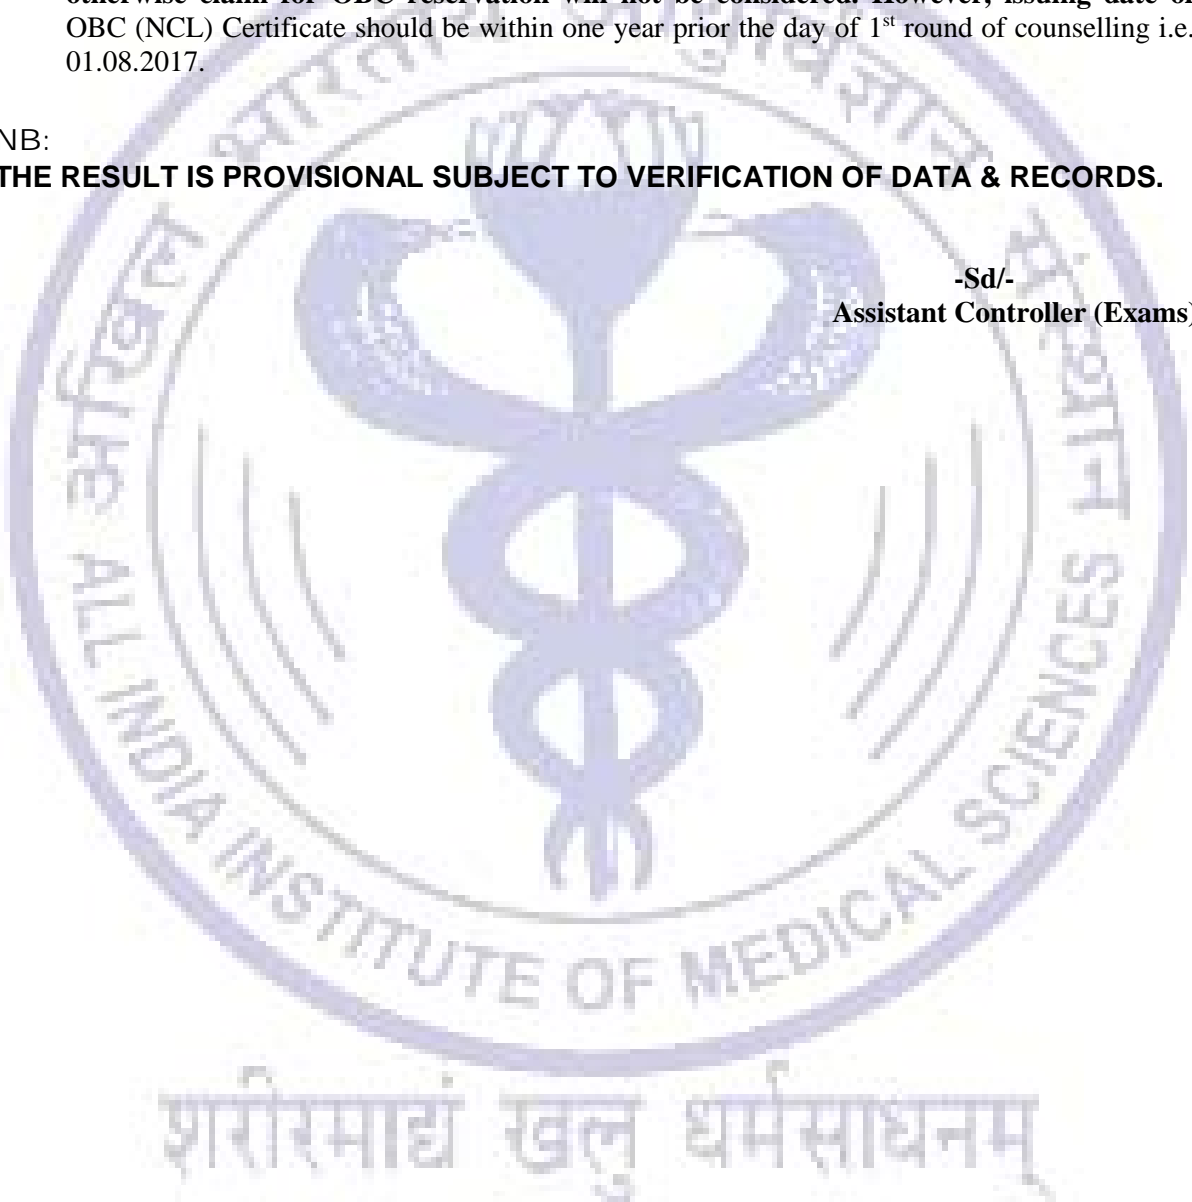 otherwise claim for OBC reservation will not be considered. However, issuing date of
OBC (NCL) Certificate should be within one year prior the day of 1st round of counselling i.e.
01.08.2017.
NB:
THE RESULT IS PROVISIONAL SUBJECT TO VERIFICATION OF DATA & RECORDS.
-Sd/-
Assistant Controller (Exams)
अखिल भारतीय आयुर्विज्ञान संस्थान
ALL INDIA INSTITUTE OF MEDICAL SCIENCES
शरीरमाद्यं खलु धर्मसाधनम्